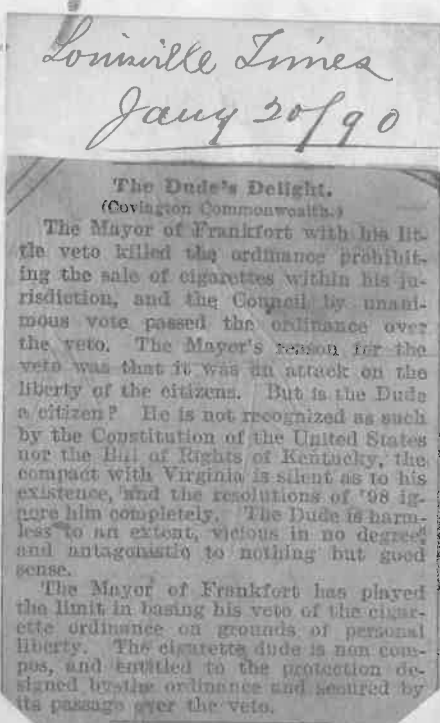 Louisville Times
Jany 20/90
The Dude's Delight.
(Covington Commonwealth.)
The Mayor of Frankfort with his lit-
tle veto killed the ordinance prohibit-
ing the sale of cigarettes within his ju-
risdiction, and the Council by unani-
mous vote passed the ordinance over
the veto. The Mayor's reason for the
veto was that it was an attack on the
liberty of the citizens. But is the Dude
a citizen? He is not recognized as such
by the Constitution of the United States
nor the Bill of Rights of Kentucky, the
compact with Virginia is silent as to his
existence, and the resolutions of '98 ig-
nore him completely. The Dude is harm-
less to an extent, vicious in no degree
and antagonistic to nothing but good
sense.
The Mayor of Frankfort has played
the limit in basing his veto of the cigar-
ette ordinance on grounds of personal
liberty. The cigarette dude is non com-
pos, and entitled to the protection de-
signed by the ordinance and secured by
its passage over the veto.